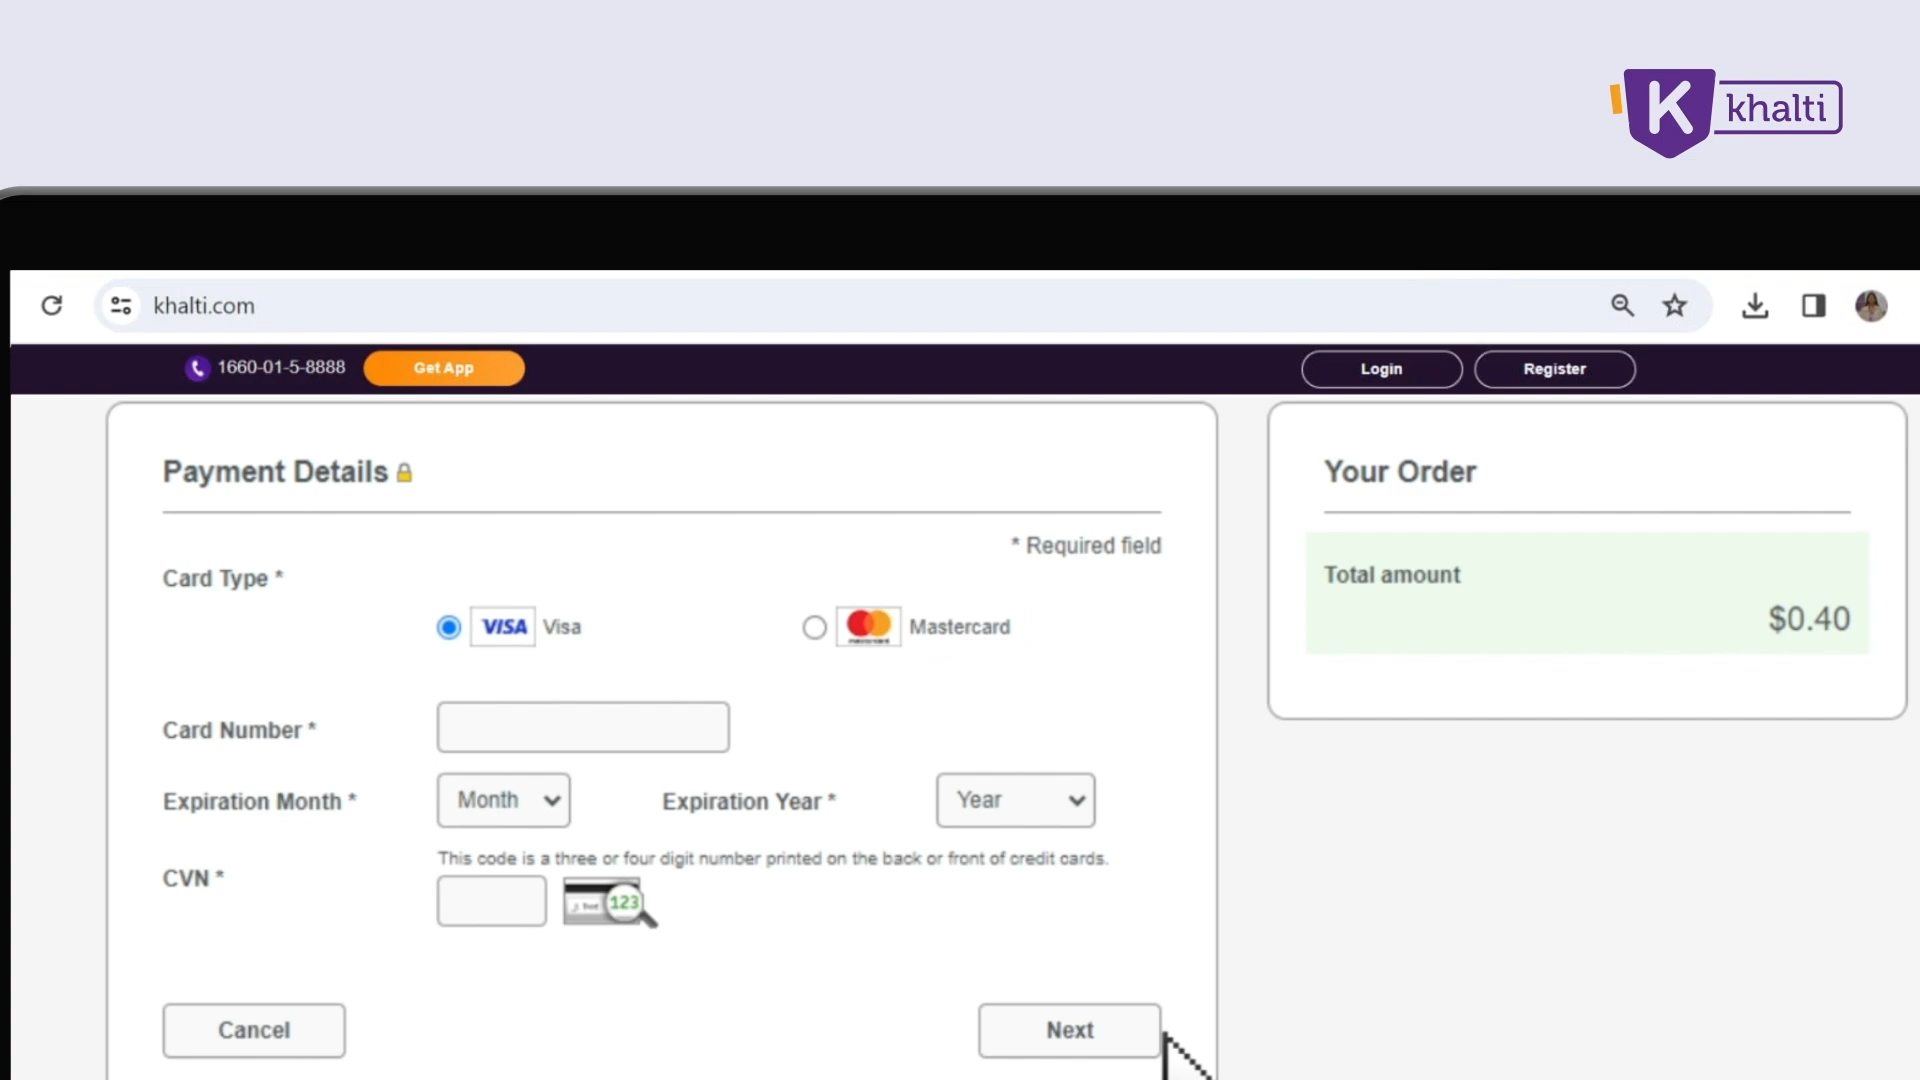 K khalti
khalti.com
1660-01-5-8888 Get App Login Register
Payment Details
* Required field
Card Type *
VISA Visa Mastercard
Card Number *
Expiration Month * Month Expiration Year * Year
This code is a three or four digit number printed on the back or front of credit cards.
CVN *
123
Cancel Next
Your Order
Total amount
$0.40